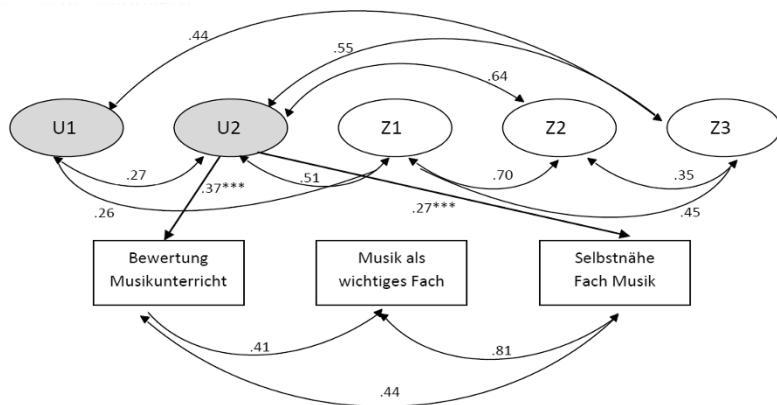 .44
.55
.64
U1
U2
Z1
Z2
Z3
.27
.37***
.51
.70
.35
.26
.27***
.45
Bewertung
Musikunterricht
Musik als
wichtiges Fach
Selbstnähe
Fach Musik
.41
.81
.44